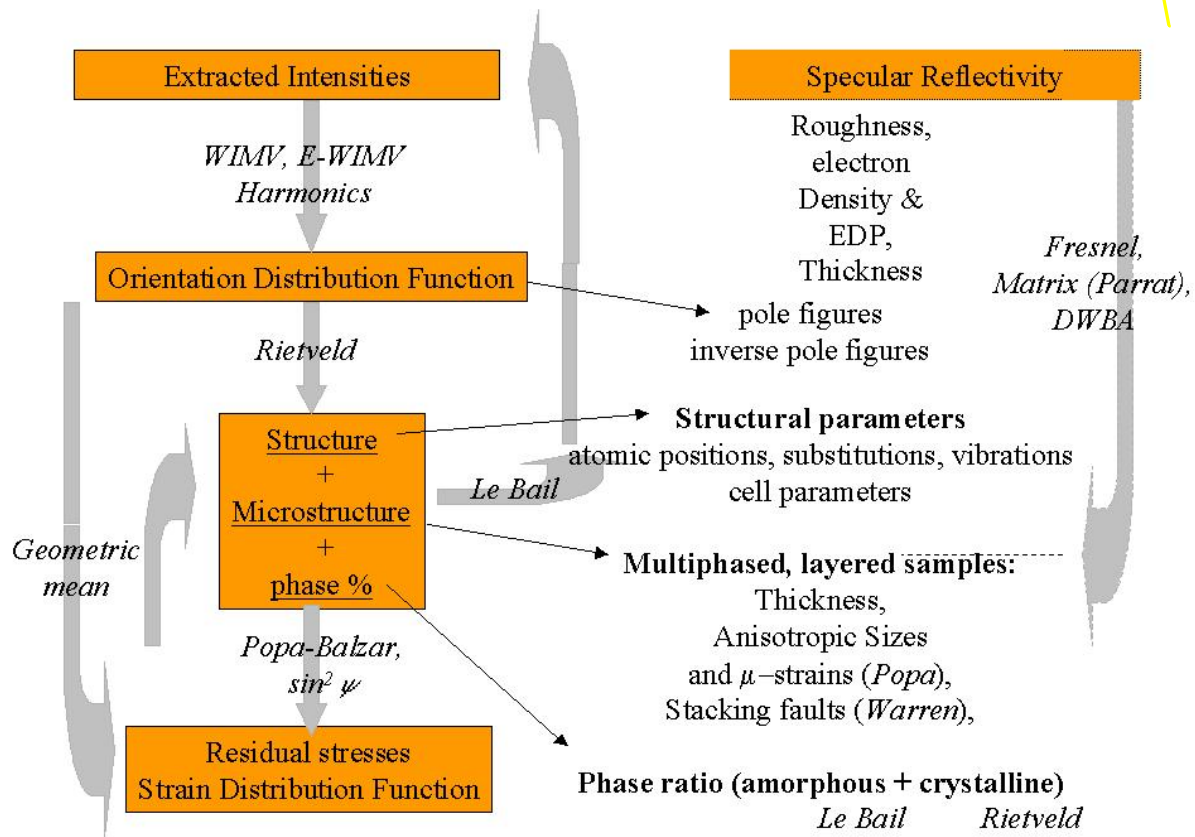 Extracted Intensities
WIMV, E-WIMV
Harmonics
Orientation Distribution Function
Rietveld
Structure
+
Microstructure
+
phase %
Le Bail
Geometric
mean
Popa-Balzar,
sin² ψ
Residual stresses
Strain Distribution Function
Specular Reflectivity
Roughness,
electron
Density &
EDP,
Thickness
Fresnel,
Matrix (Parrat),
DWBA
pole figures
inverse pole figures
Structural parameters
atomic positions, substitutions, vibrations
cell parameters
Multiphased, layered samples:
Thickness,
Anisotropic Sizes
and μ–strains (Popa),
Stacking faults (Warren),
Phase ratio (amorphous + crystalline)
Le Bail Rietveld